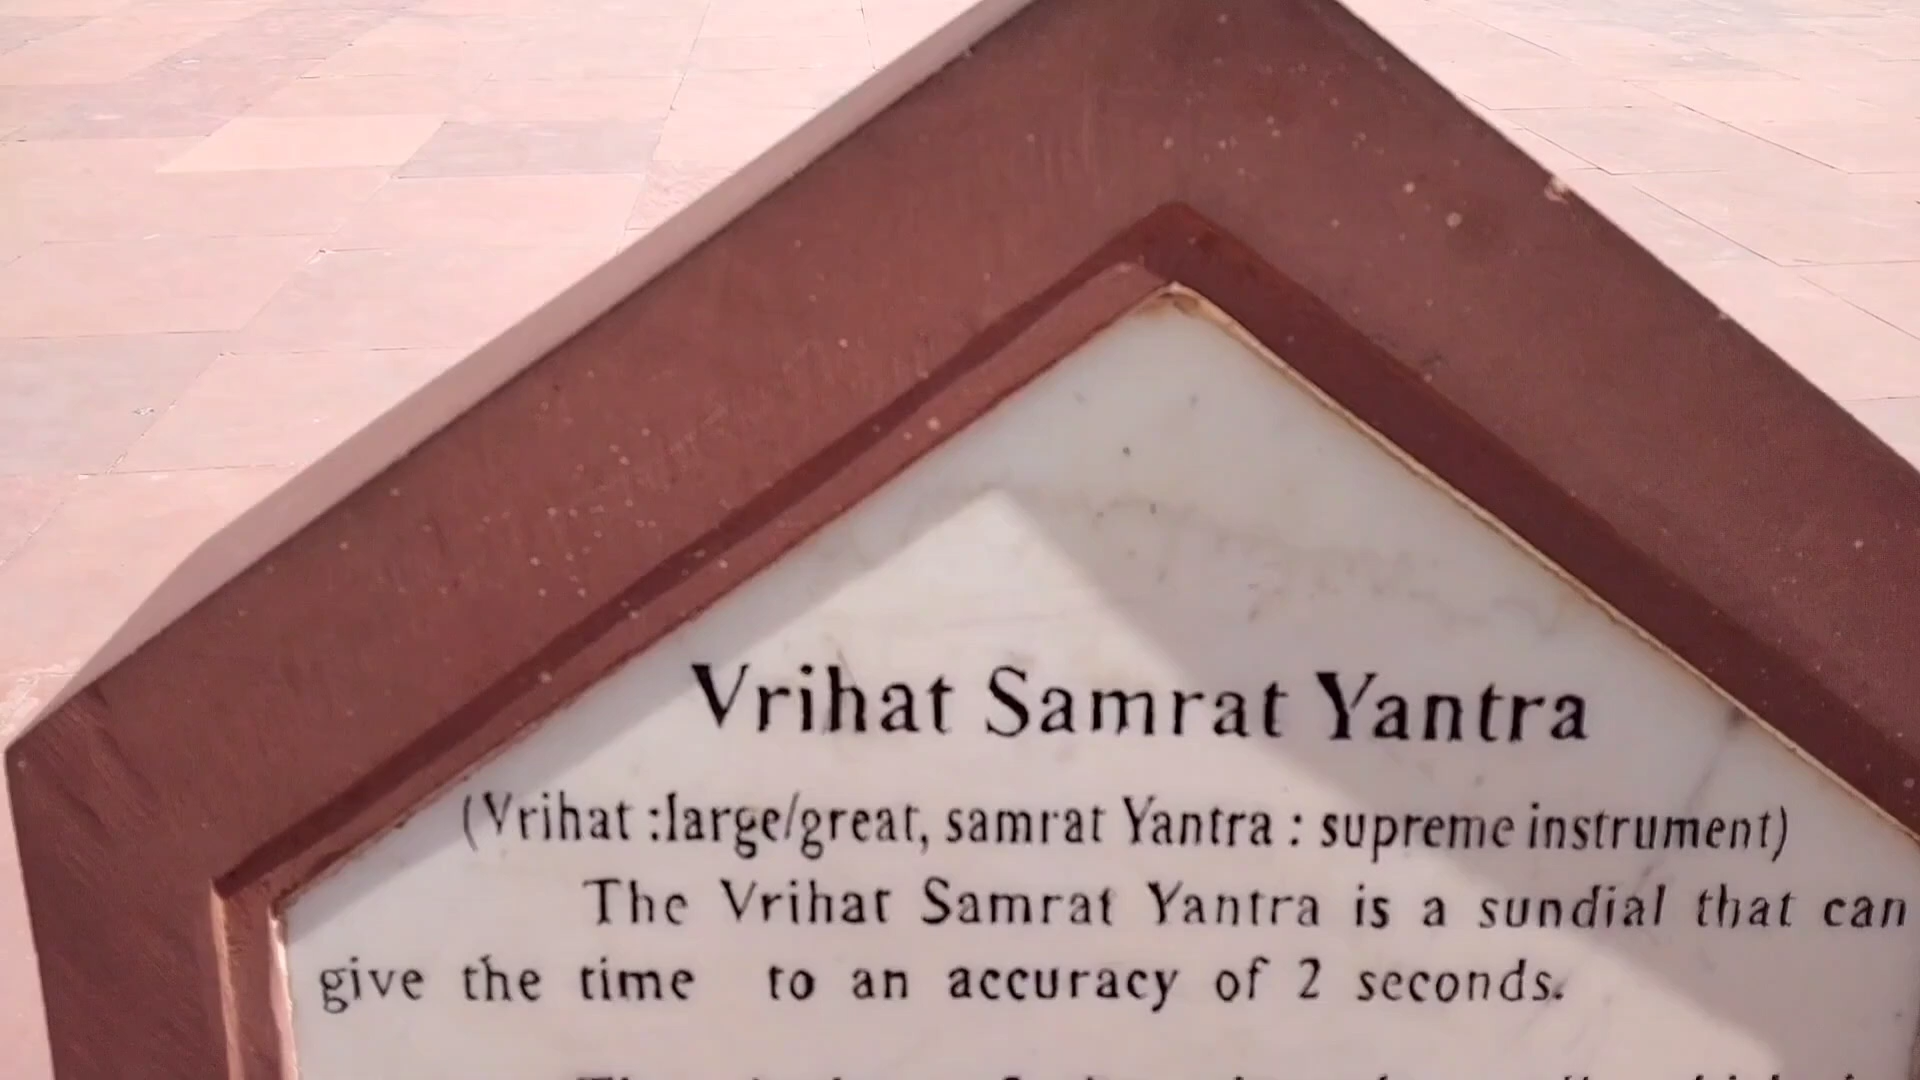 Vrihat Samrat Yantra
(Vrihat :large/great, samrat Yantra : supreme instrument)
The Vrihat Samrat Yantra is a sundial that can
give the time to an accuracy of 2 seconds.